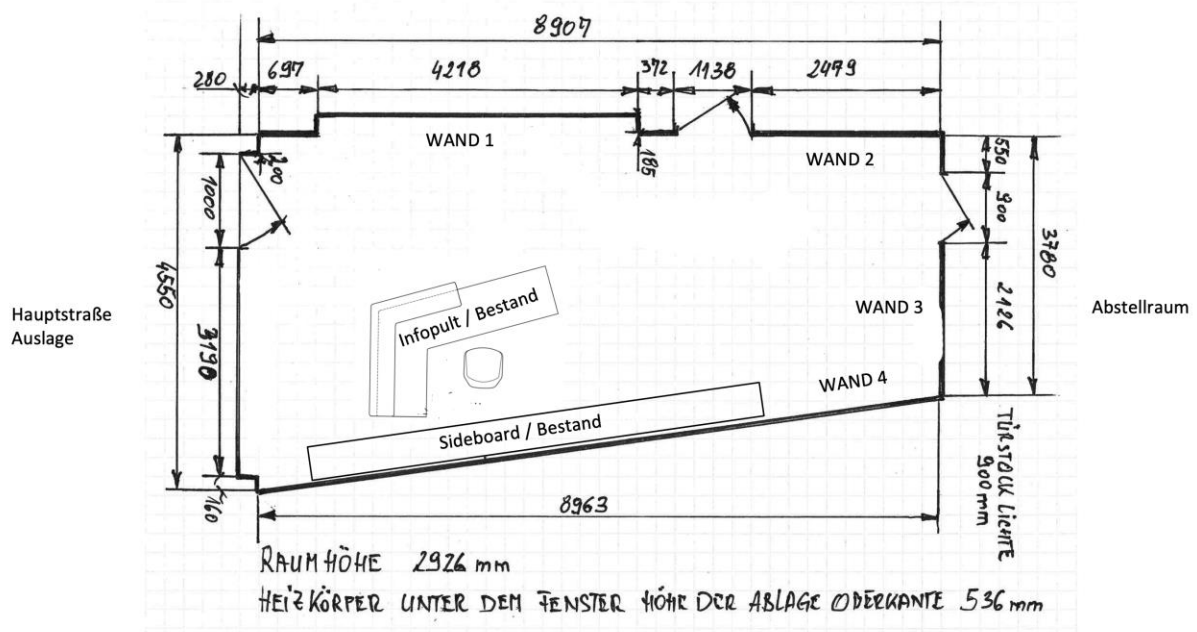 8907
280
697
4218
372
1138
2479
WAND 1
WAND 2
185
200
1000
4550
3190
160
550
900
2126
3780
Hauptstraße
Auslage
Infopult / Bestand
WAND 3
Abstellraum
WAND 4
Sideboard / Bestand
TÜRSTOCK LICHTE
900mm
8963
RAUMHÖHE 2926 mm
HEIZKÖRPER UNTER DEM FENSTER HÖHE DER ABLAGE OBERKANTE 536 mm